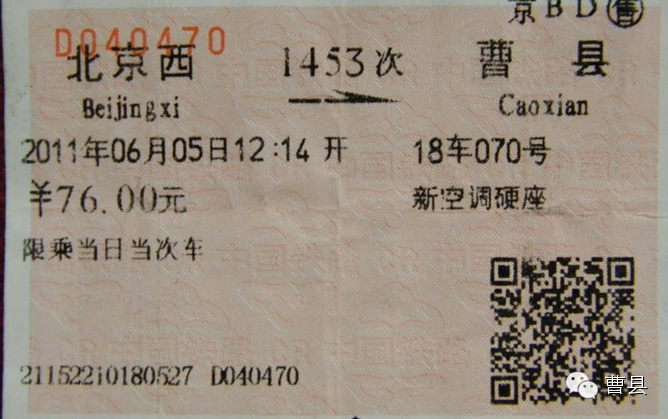 京BD售
D040470
北京西 1453次 曹县
Beijingxi Caoxian
2011年06月05日12:14开 18车070号
¥76.00元 新空调硬座
限乘当日当次车
21152210180527 D040470
曹县